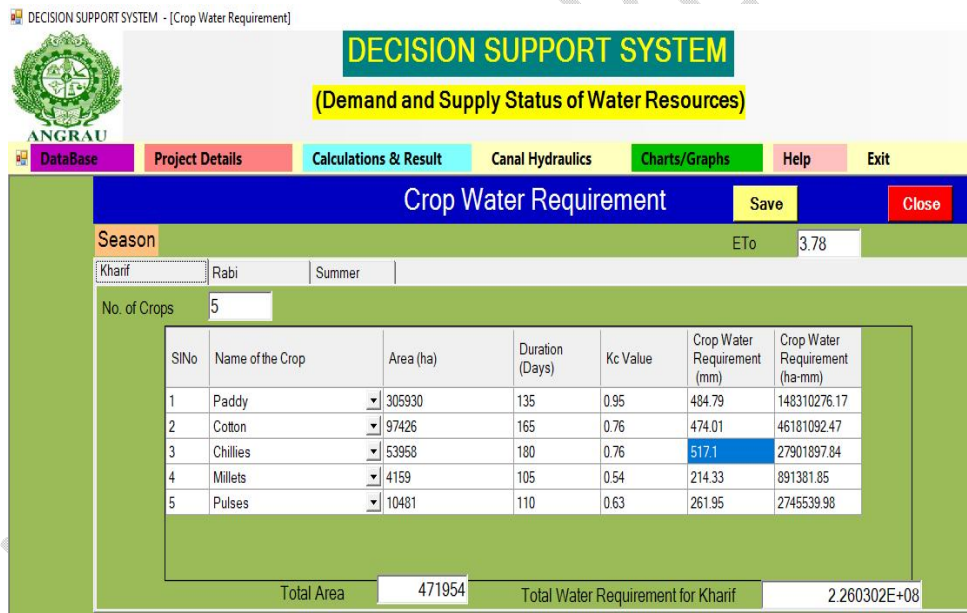 DECISION SUPPORT SYSTEM - [Crop Water Requirement]
DECISION SUPPORT SYSTEM
(Demand and Supply Status of Water Resources)
ANGRAU
DataBase Project Details Calculations & Result Canal Hydraulics Charts/Graphs Help Exit
Crop Water Requirement Save Close
Season ETo 3.78
Kharif Rabi Summer
No. of Crops 5
SlNo Name of the Crop Area (ha) Duration (Days) Kc Value Crop Water Requirement (mm) Crop Water Requirement (ha-mm)
1 Paddy 305930 135 0.95 484.79 148310276.17
2 Cotton 97426 165 0.76 474.01 46181092.47
3 Chillies 53958 180 0.76 517.1 27901897.84
4 Millets 4159 105 0.54 214.33 891381.85
5 Pulses 10481 110 0.63 261.95 2745539.98
Total Area 471954 Total Water Requirement for Kharif 2.260302E+08